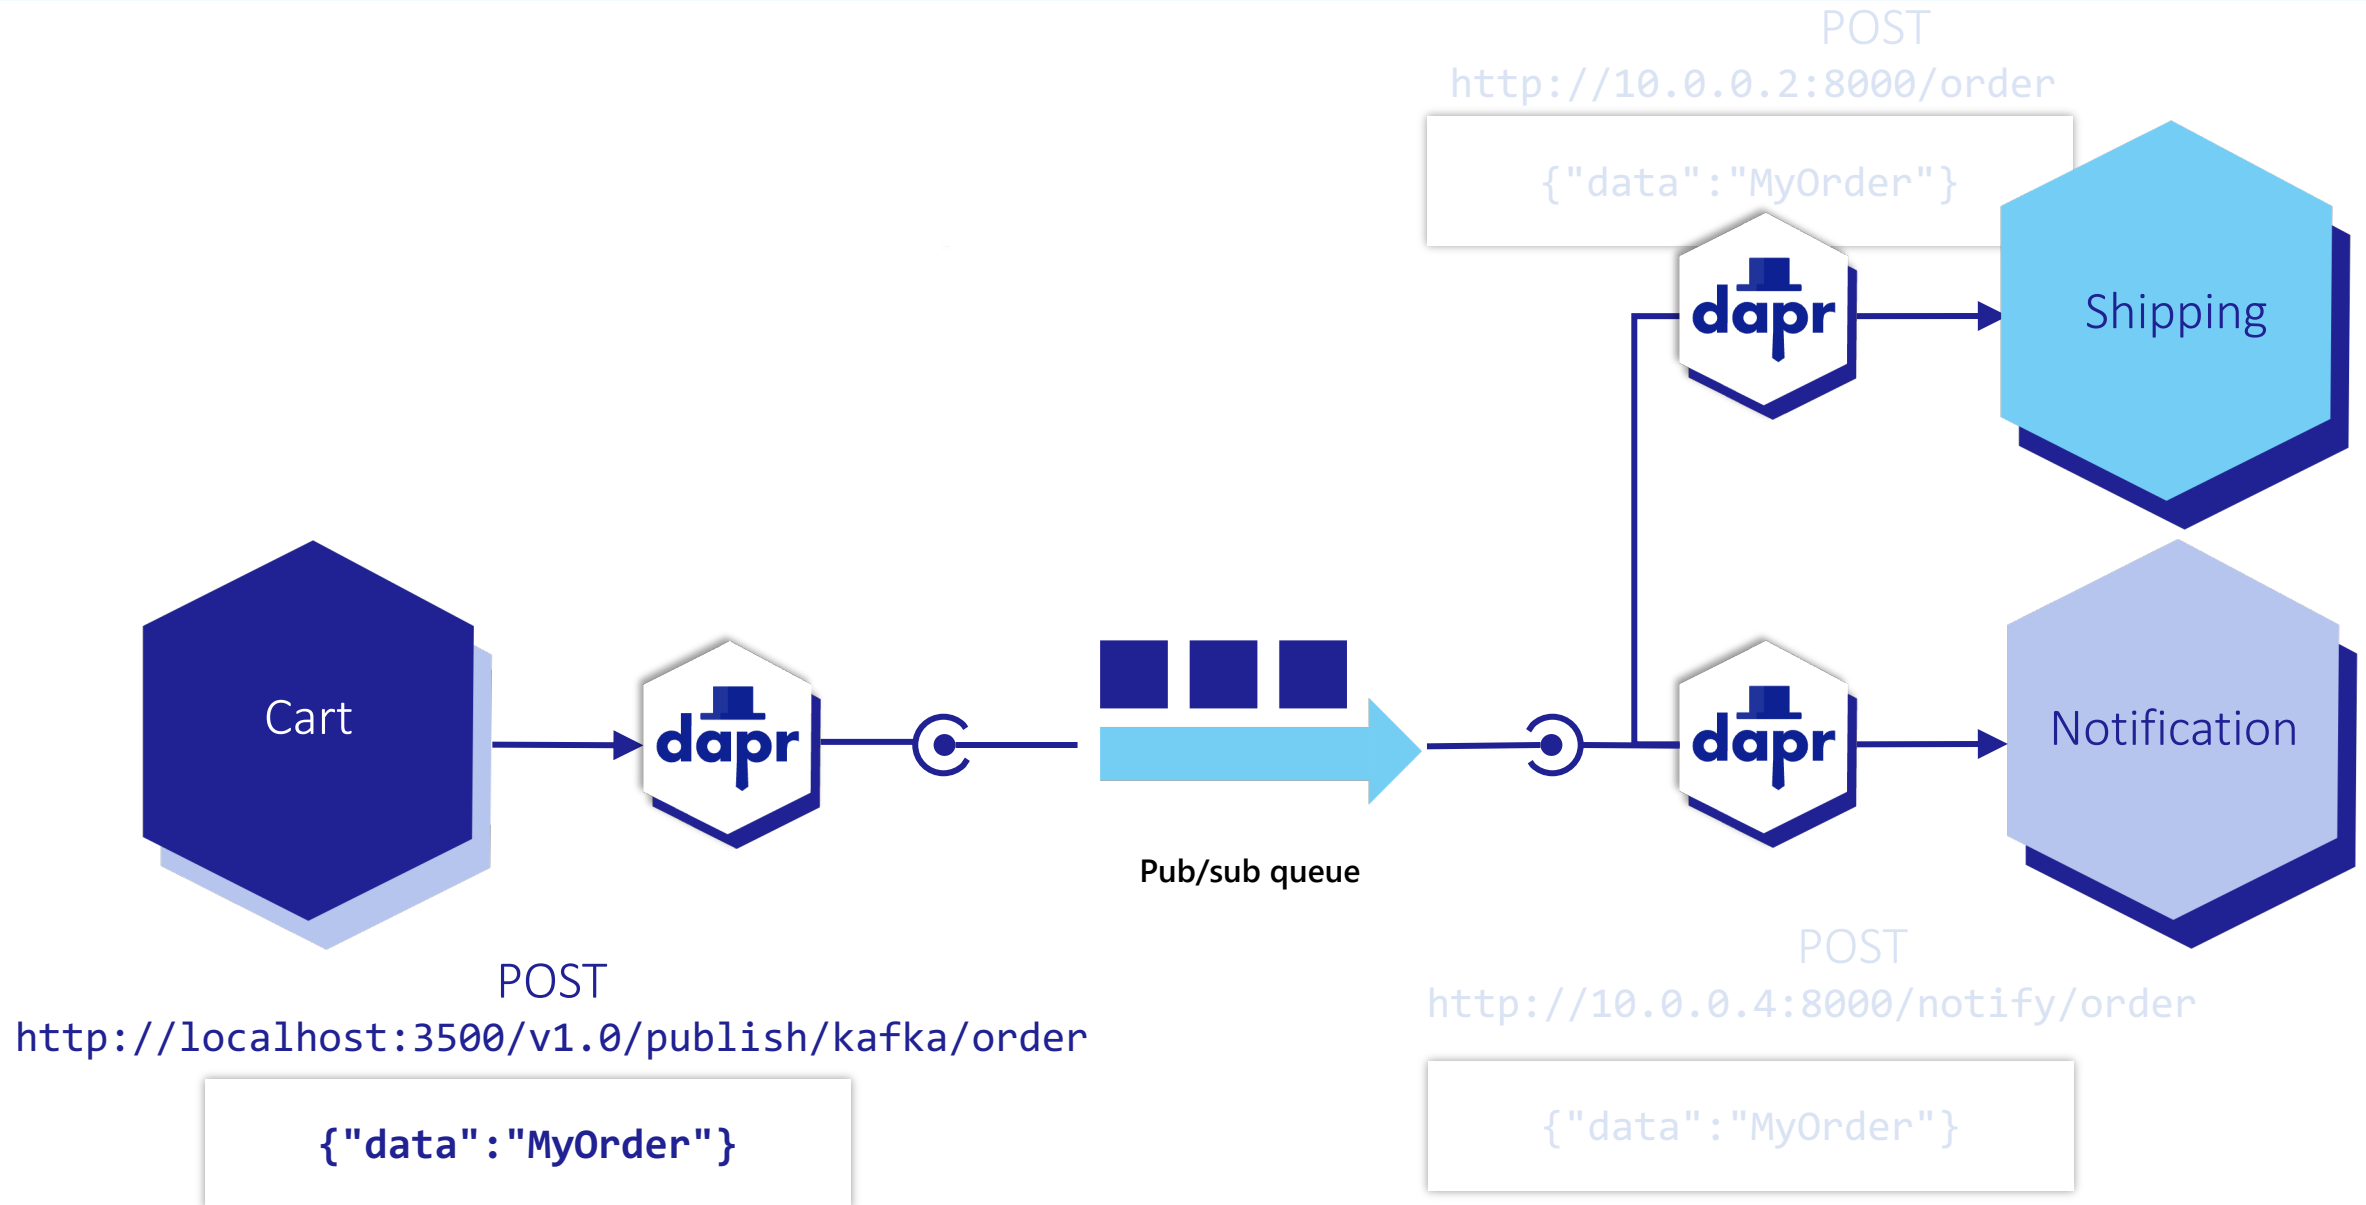 POST
http://10.0.0.2:8000/order
{"data":"MyOrder"}
dapr
Shipping
Cart
dapr
dapr
Notification
Pub/sub queue
POST
http://localhost:3500/v1.0/publish/kafka/order
{"data":"MyOrder"}
POST
http://10.0.0.4:8000/notify/order
{"data":"MyOrder"}